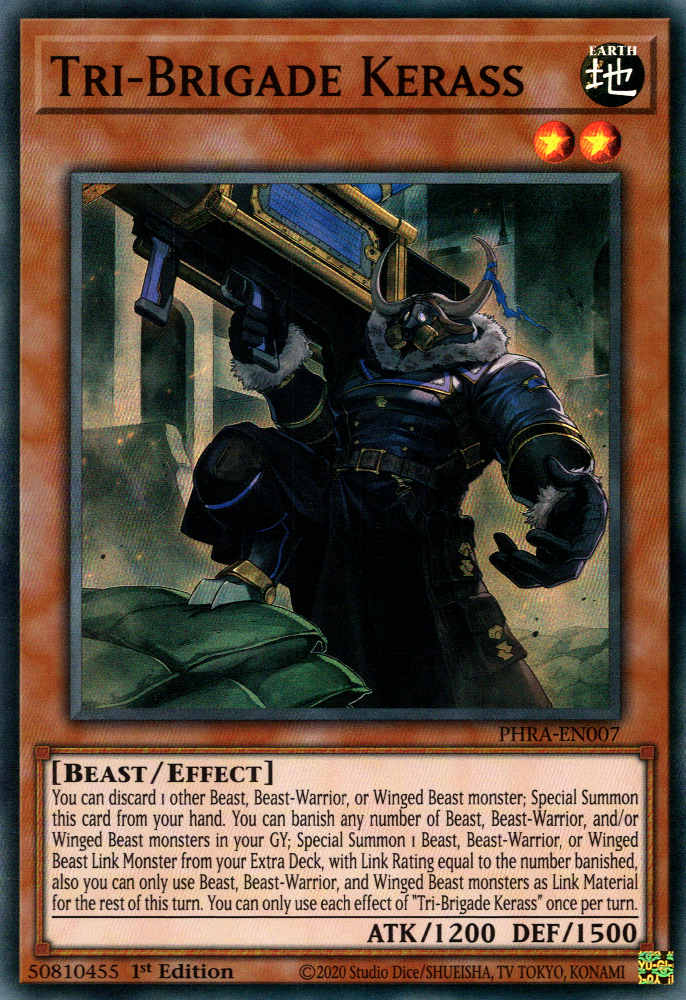 TRI-BRIGADE KERASS
EARTH
地
PHRA-EN007
[BEAST/EFFECT]
You can discard 1 other Beast, Beast-Warrior, or Winged Beast monster; Special Summon
this card from your hand. You can banish any number of Beast, Beast-Warrior, and/or
Winged Beast monsters in your GY; Special Summon 1 Beast, Beast-Warrior, or Winged
Beast Link Monster from your Extra Deck, with Link Rating equal to the number banished,
also you can only use Beast, Beast-Warrior, and Winged Beast monsters as Link Material
for the rest of this turn. You can only use each effect of "Tri-Brigade Kerass" once per turn.
ATK/1200 DEF/1500
50810455 1st Edition ©2020 Studio Dice/SHUEISHA, TV TOKYO, KONAMI